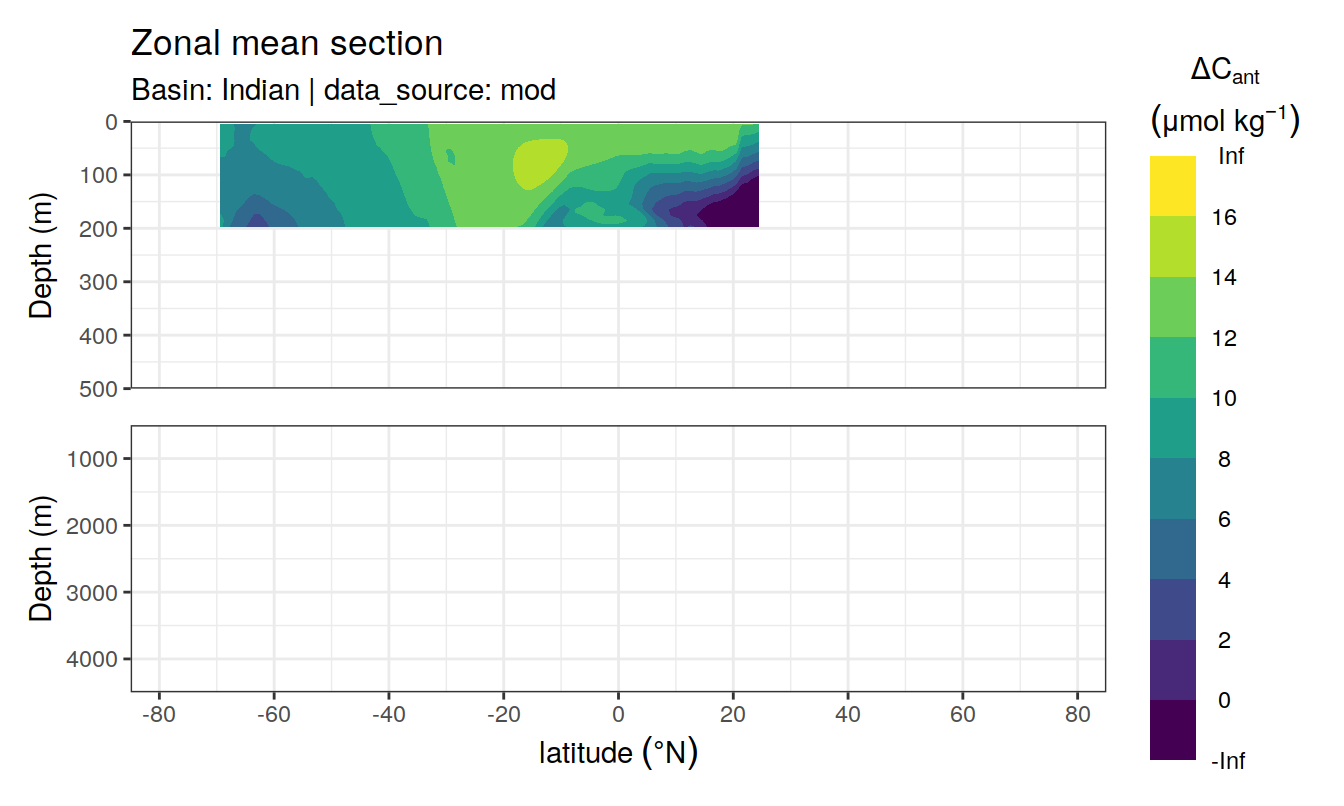 Zonal mean section
Basin: Indian | data_source: mod
ΔCant
(µmol kg⁻¹)
Inf
16
14
12
10
8
6
4
2
0
-Inf
Depth (m)
0
100
200
300
400
500
Depth (m)
1000
2000
3000
4000
-80 -60 -40 -20 0 20 40 60 80
latitude (°N)